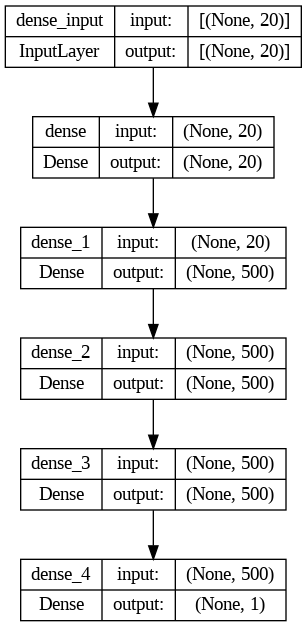 dense_input input: [(None, 20)]
InputLayer output: [(None, 20)]
dense input: (None, 20)
Dense output: (None, 20)
dense_1 input: (None, 20)
Dense output: (None, 500)
dense_2 input: (None, 500)
Dense output: (None, 500)
dense_3 input: (None, 500)
Dense output: (None, 500)
dense_4 input: (None, 500)
Dense output: (None, 1)